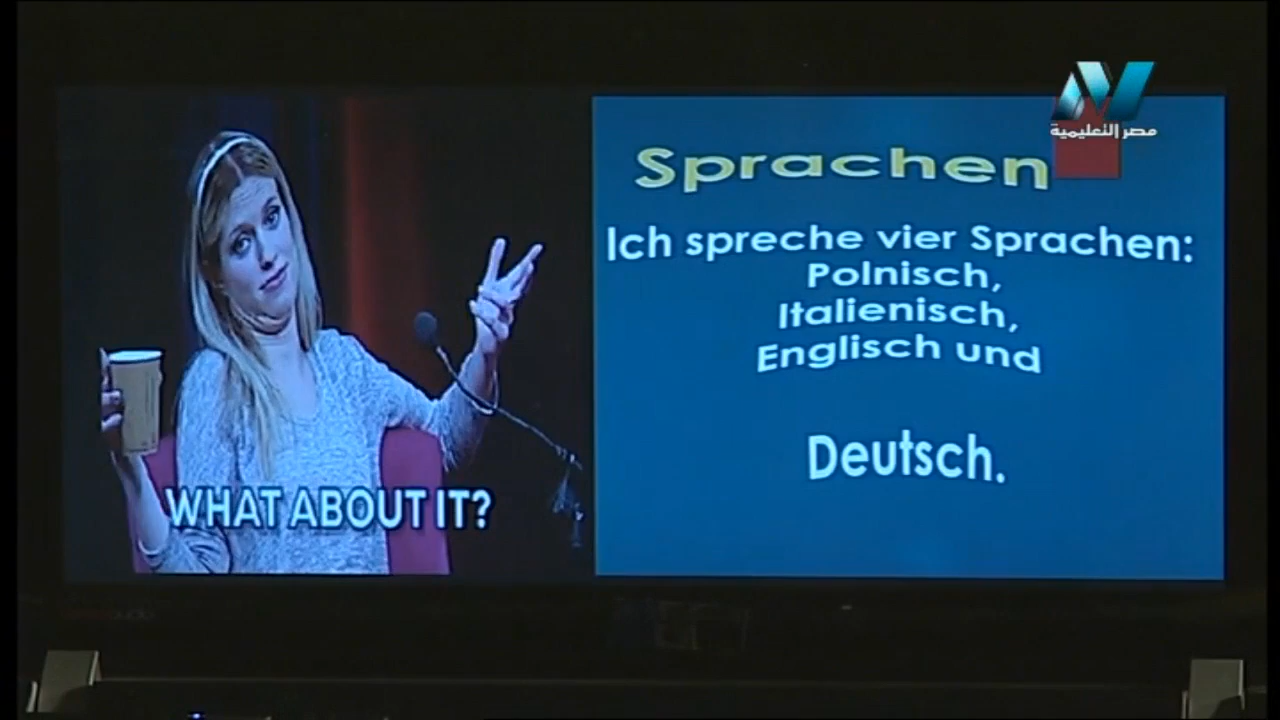 مصر التعليمية
Sprachen
Ich spreche vier Sprachen:
Polnisch,
Italienisch,
Englisch und
Deutsch.
WHAT ABOUT IT?